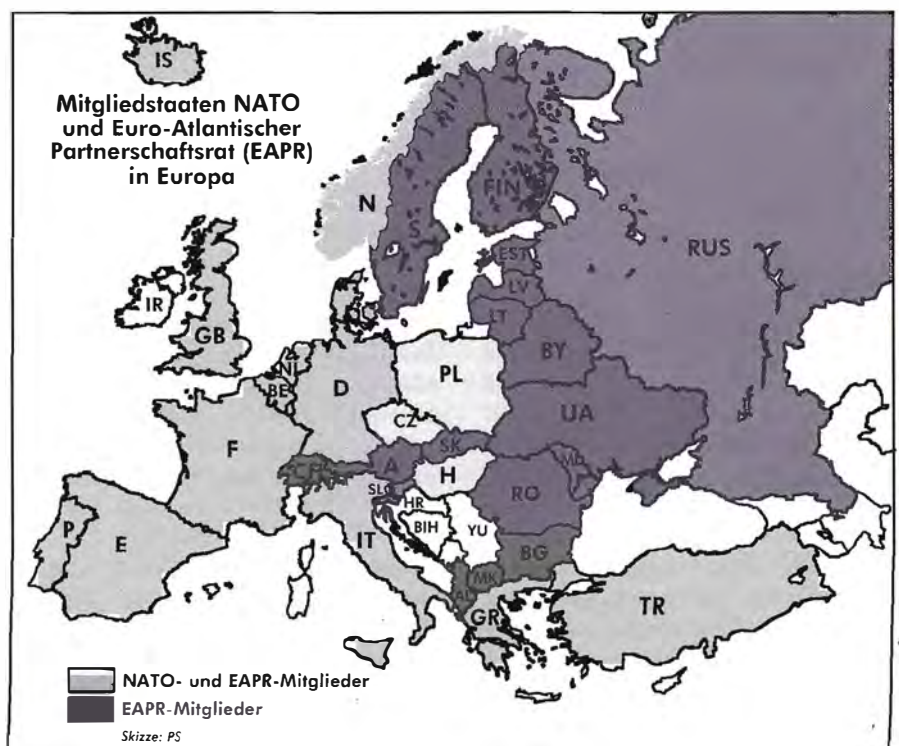 IS
Mitgliedstaaten NATO
und Euro-Atlantischer
Partnerschaftsrat (EAPR)
in Europa
N
S
FIN
RUS
EST
LV
LT
IR
GB
BY
NL
BE
D
PL
UA
CZ
F
SK
A
MD
H
RO
SLO
HR
P
E
IT
BIH
YU
BG
MK
AL
GR
TR
NATO- und EAPR-Mitglieder
EAPR-Mitglieder
Skizze: PS